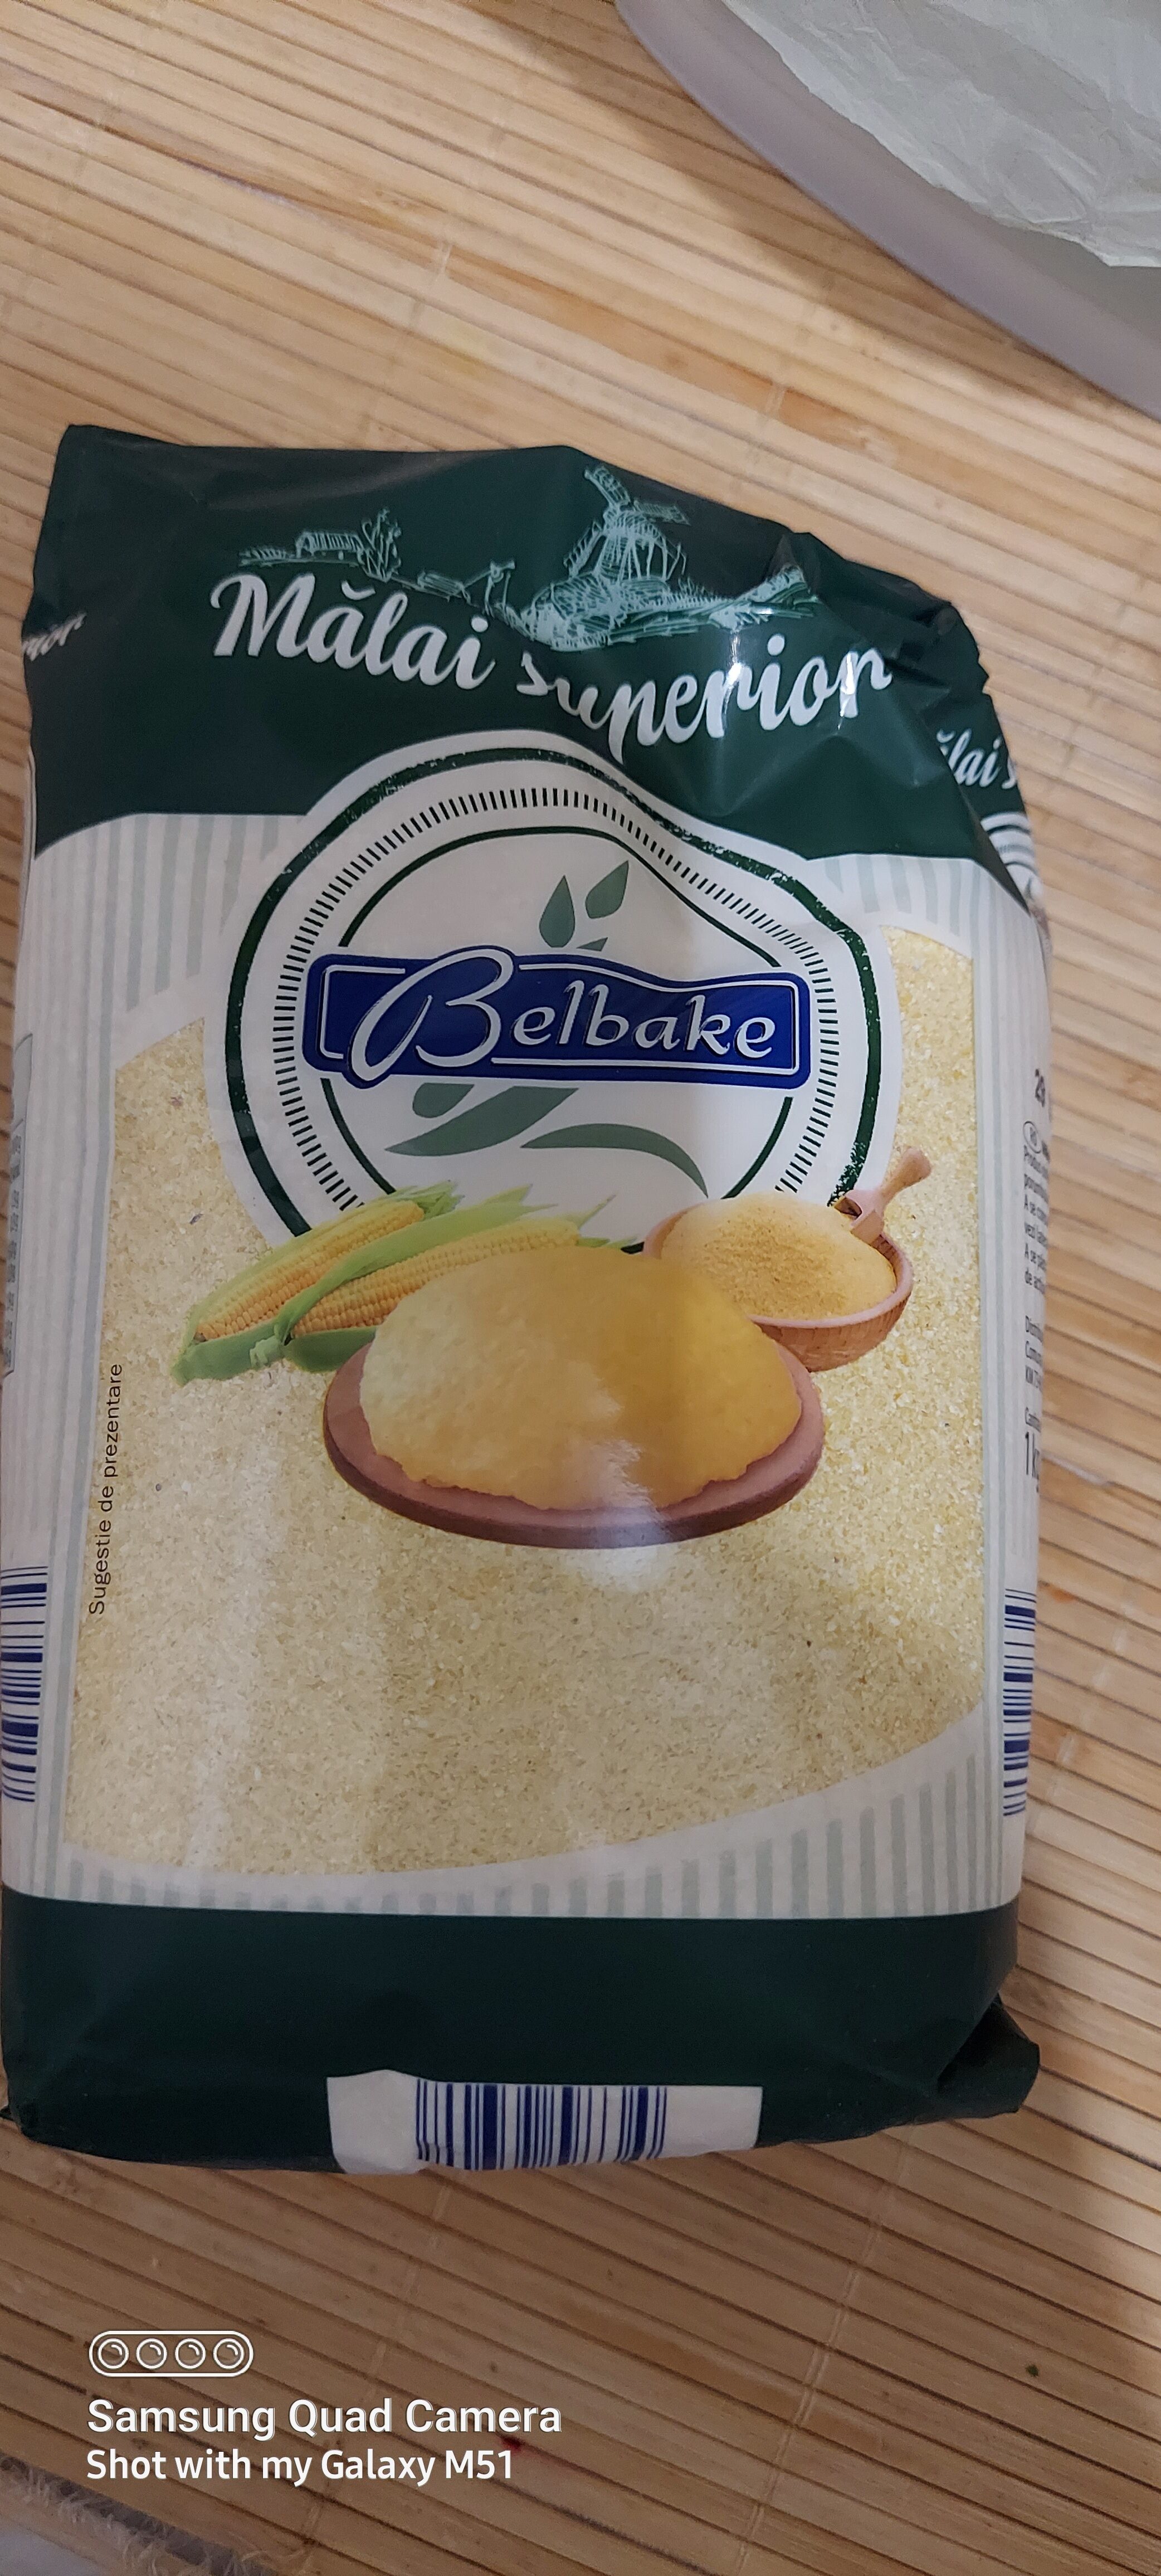 Mălai superior
Belbake
Sugestie de prezentare
Samsung Quad Camera
Shot with my Galaxy M51